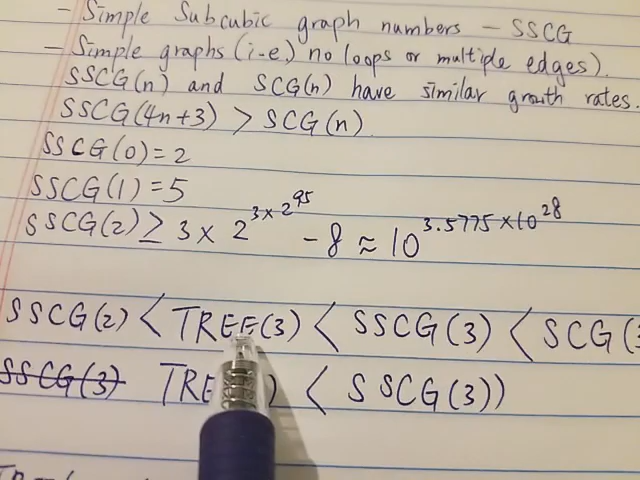 - Simple Subcubic graph numbers - SSCG
- Simple graphs (i-e) no loops or multiple edges).
SSCG(n) and SCG(n) have similar growth rates.
SSCG(4n+3) > SCG(n)
SSCG(0)=2
SSCG(1)=5
SSCG(2) ≥ 3 × 2^(3×2^95) - 8 ≈ 10^(3.5775×10^28)
SSCG(2) < TREE(3) < SSCG(3) < SCG(3
SSCG(3) TRE ) < SSCG(3))